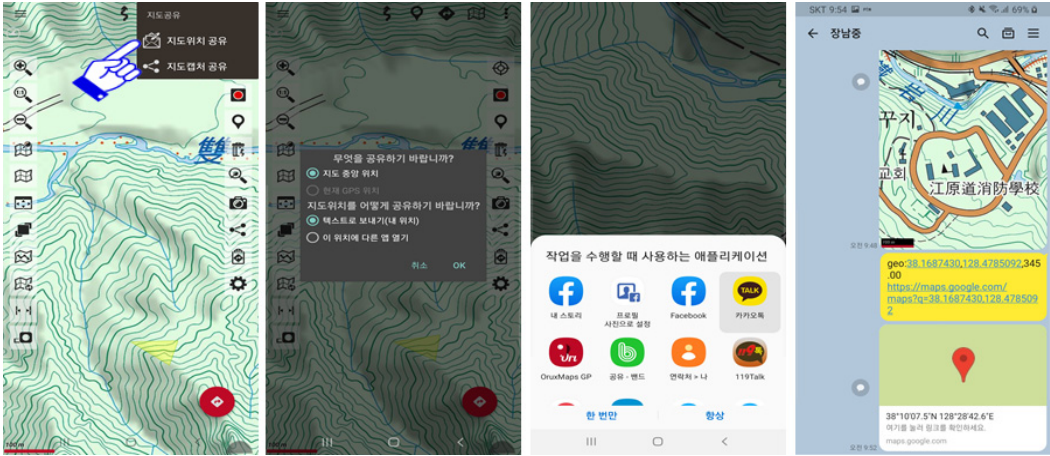 지도공유
지도위치 공유
지도캡처 공유
1:1
雙
100 m
무엇을 공유하기 바랍니까?
지도 중앙 위치
현재 GPS 위치
지도위치를 어떻게 공유하기 바랍니까?
텍스트로 보내기(내 위치)
이 위치에 다른 앱 열기
취소 OK
1:1
100 m
작업을 수행할 때 사용하는 애플리케이션
내 스토리
프로필
사진으로 설정
Facebook
TALK
카카오톡
OruxMaps GP
공유 - 밴드
연락처 > 나
119Talk
한 번만 항상
SKT 9:54
69%
장남중
꾸지
교회
江原道消防學校
100 m
오전 9:48
geo:38.1687430,128.4785092,345
.00
https://maps.google.com/
maps?q=38.1687430,128.478509
2
38°10'07.5"N 128°28'42.6"E
여기를 눌러 링크를 확인하세요.
maps.google.com
오전 9:52